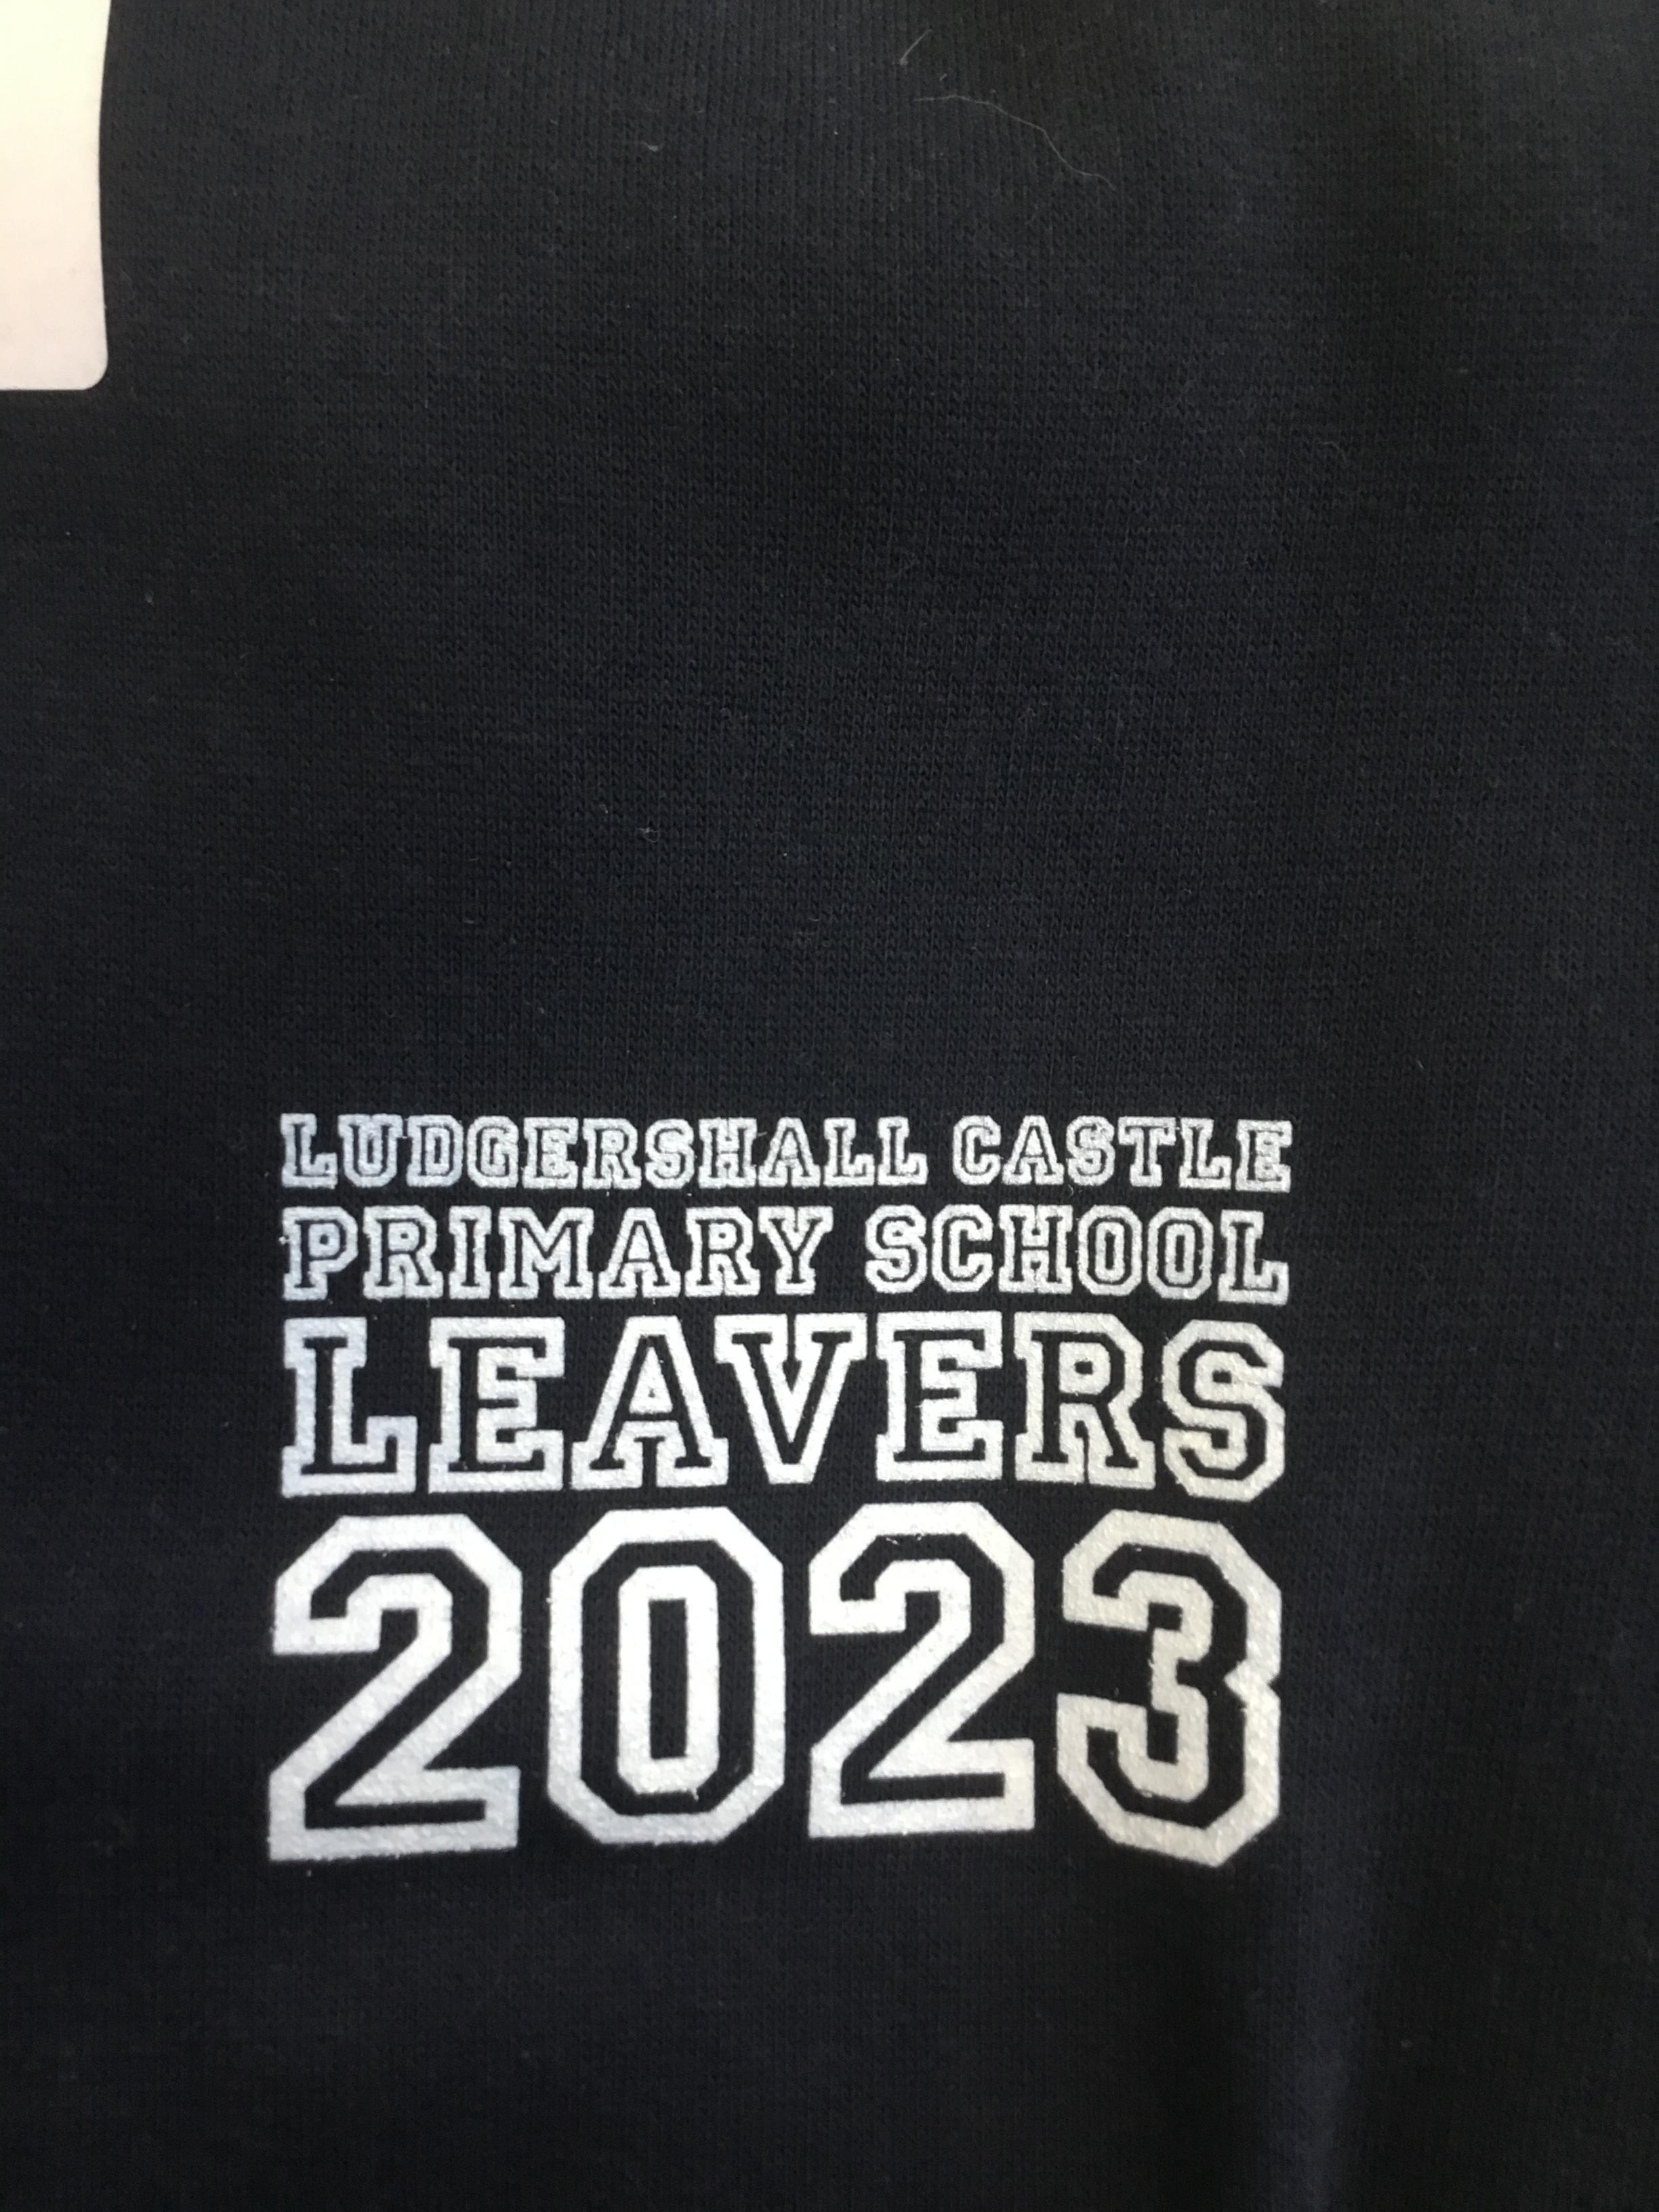 LUDGERSHALL CASTLE
PRIMARY SCHOOL
LEAVERS
2023